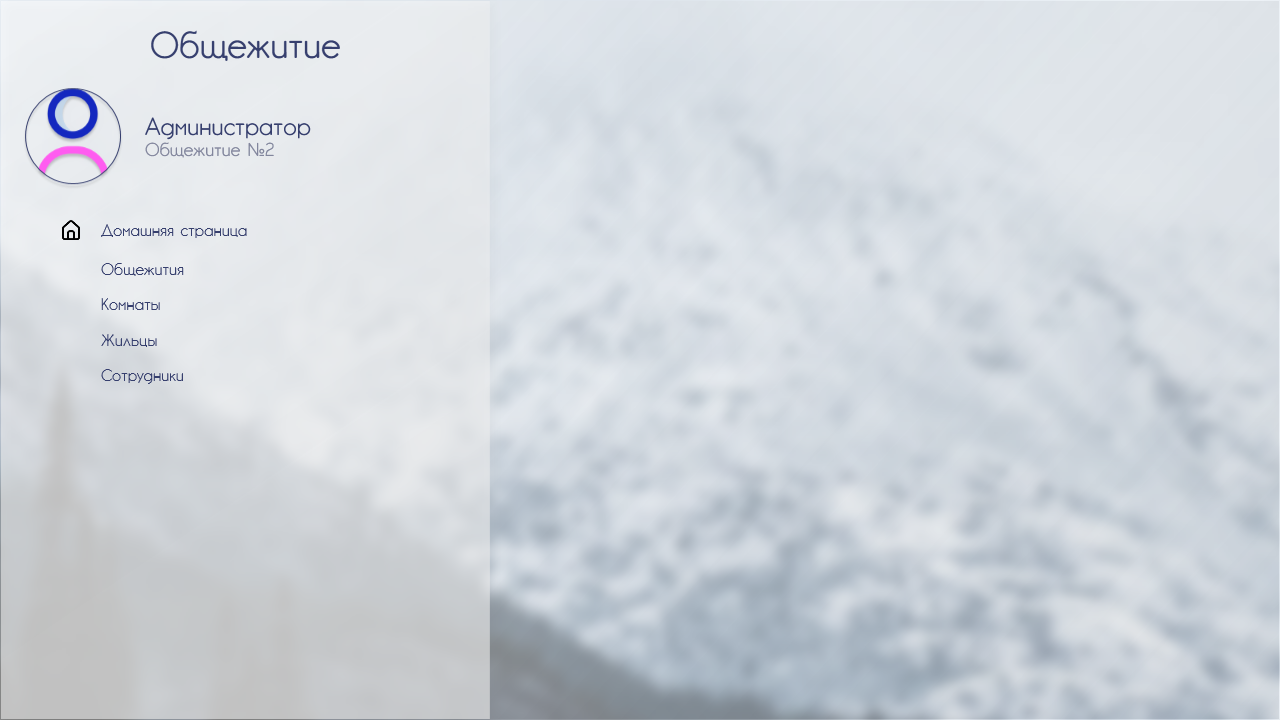 Общежитие
Администратор
Общежитие №2
Домашняя страница
Общежития
Комнаты
Жильцы
Сотрудники